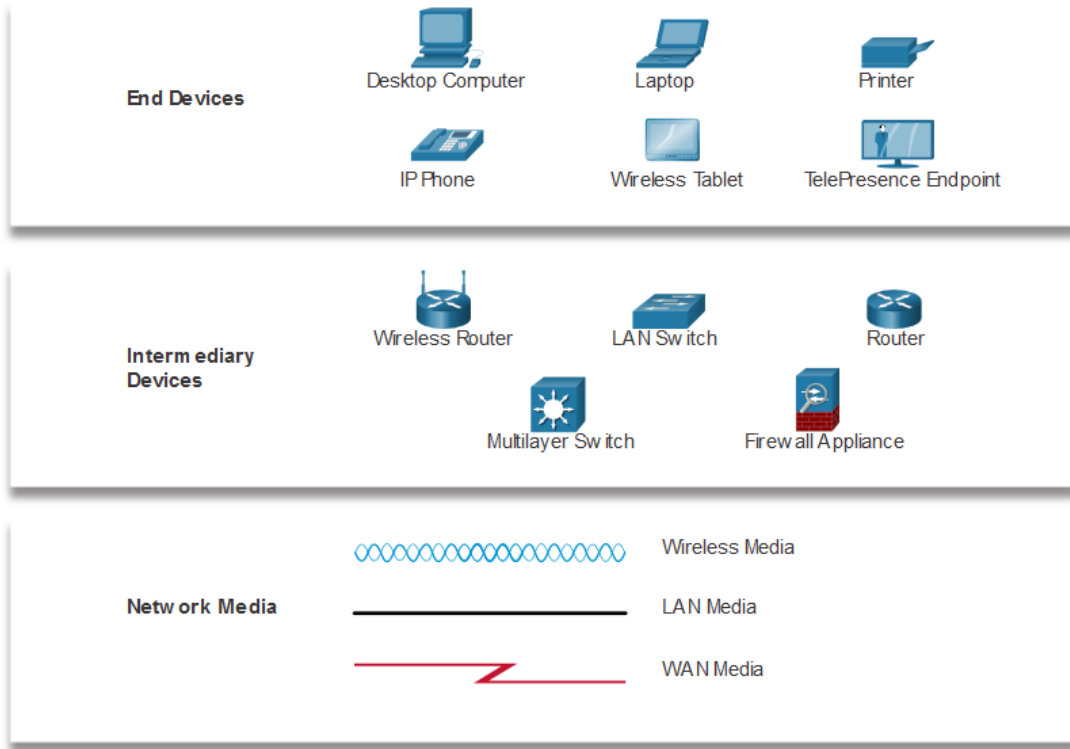 End Devices
Desktop Computer
Laptop
Printer
IP Phone
Wireless Tablet
TelePresence Endpoint
Intermediary
Devices
Wireless Router
LAN Switch
Router
Multilayer Switch
Firewall Appliance
Network Media
Wireless Media
LAN Media
WAN Media